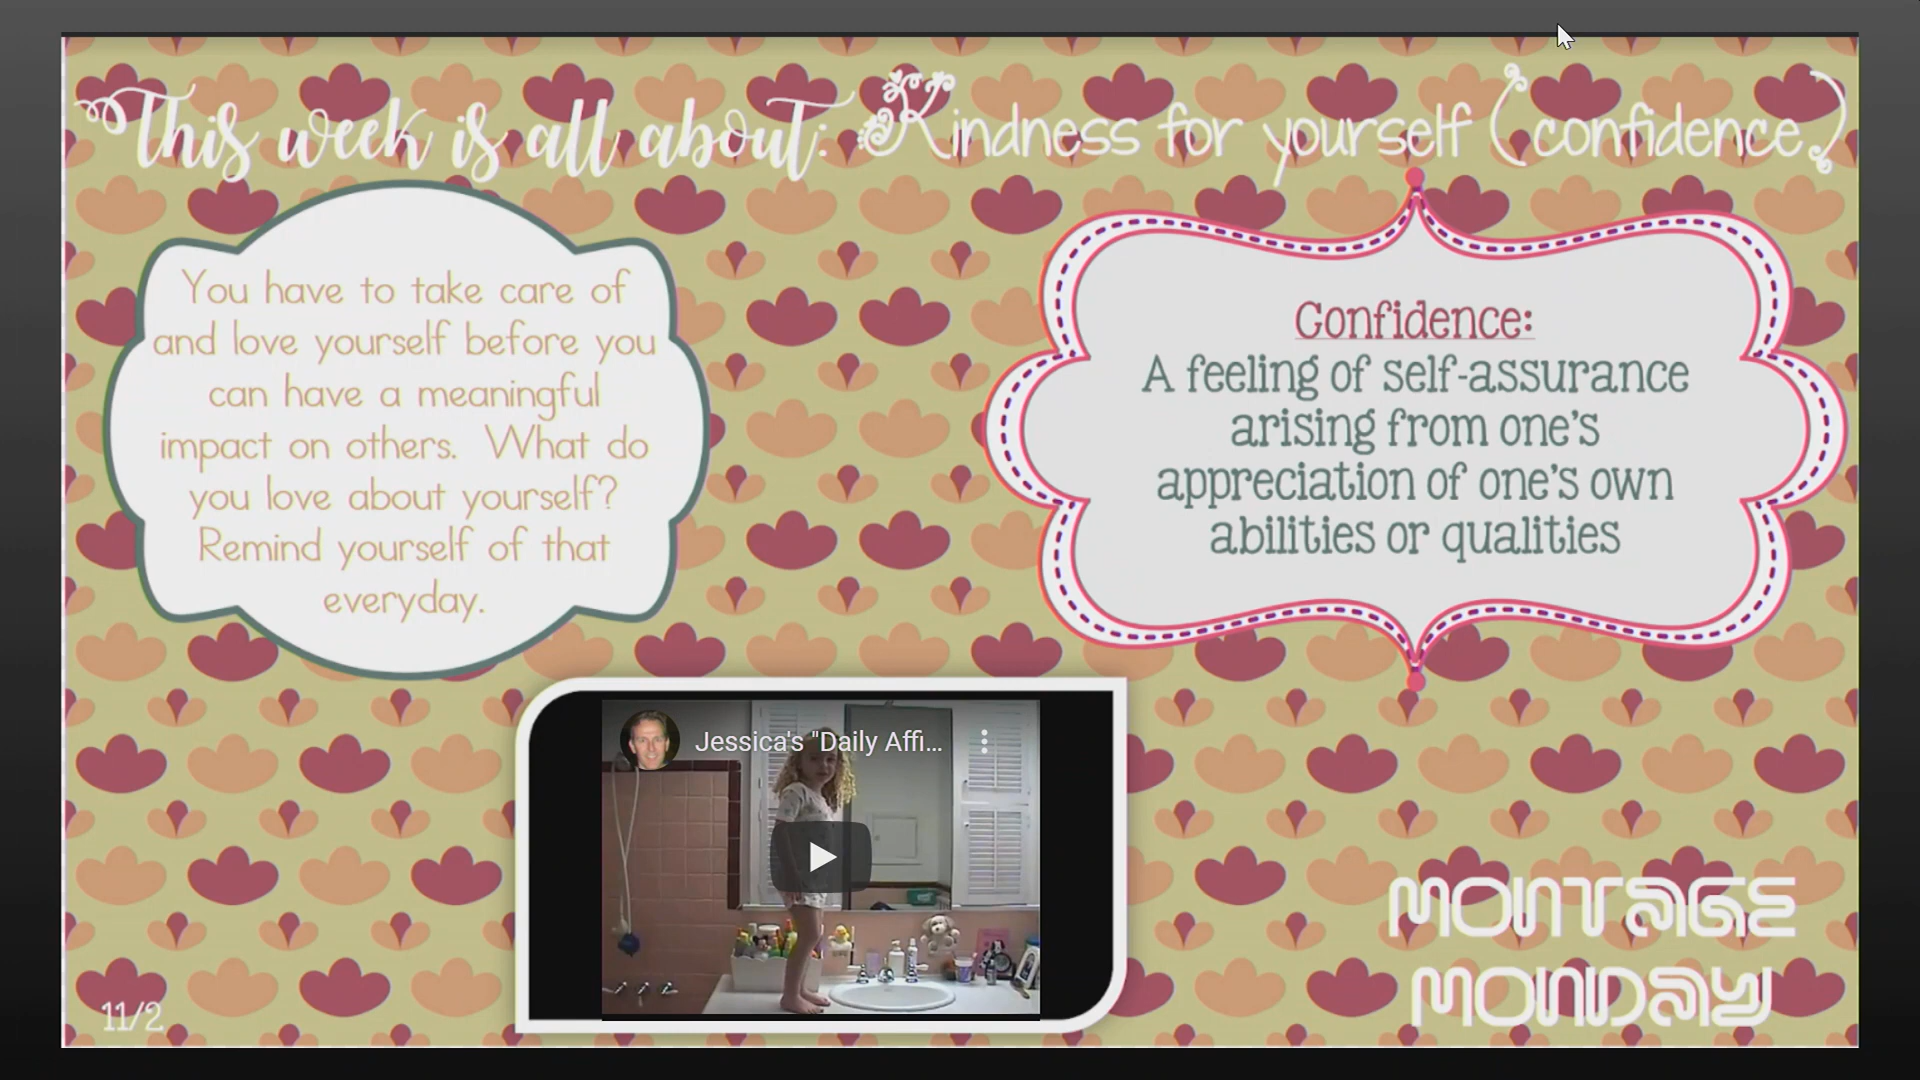 This week is all about: Kindness for yourself (confidence.)
You have to take care of
and love yourself before you
can have a meaningful
impact on others. What do
you love about yourself?
Remind yourself of that
everyday.
Confidence:
A feeling of self-assurance
arising from one's
appreciation of one's own
abilities or qualities
Jessica's "Daily Affi...
MONTAGE
MONDAY
11/2